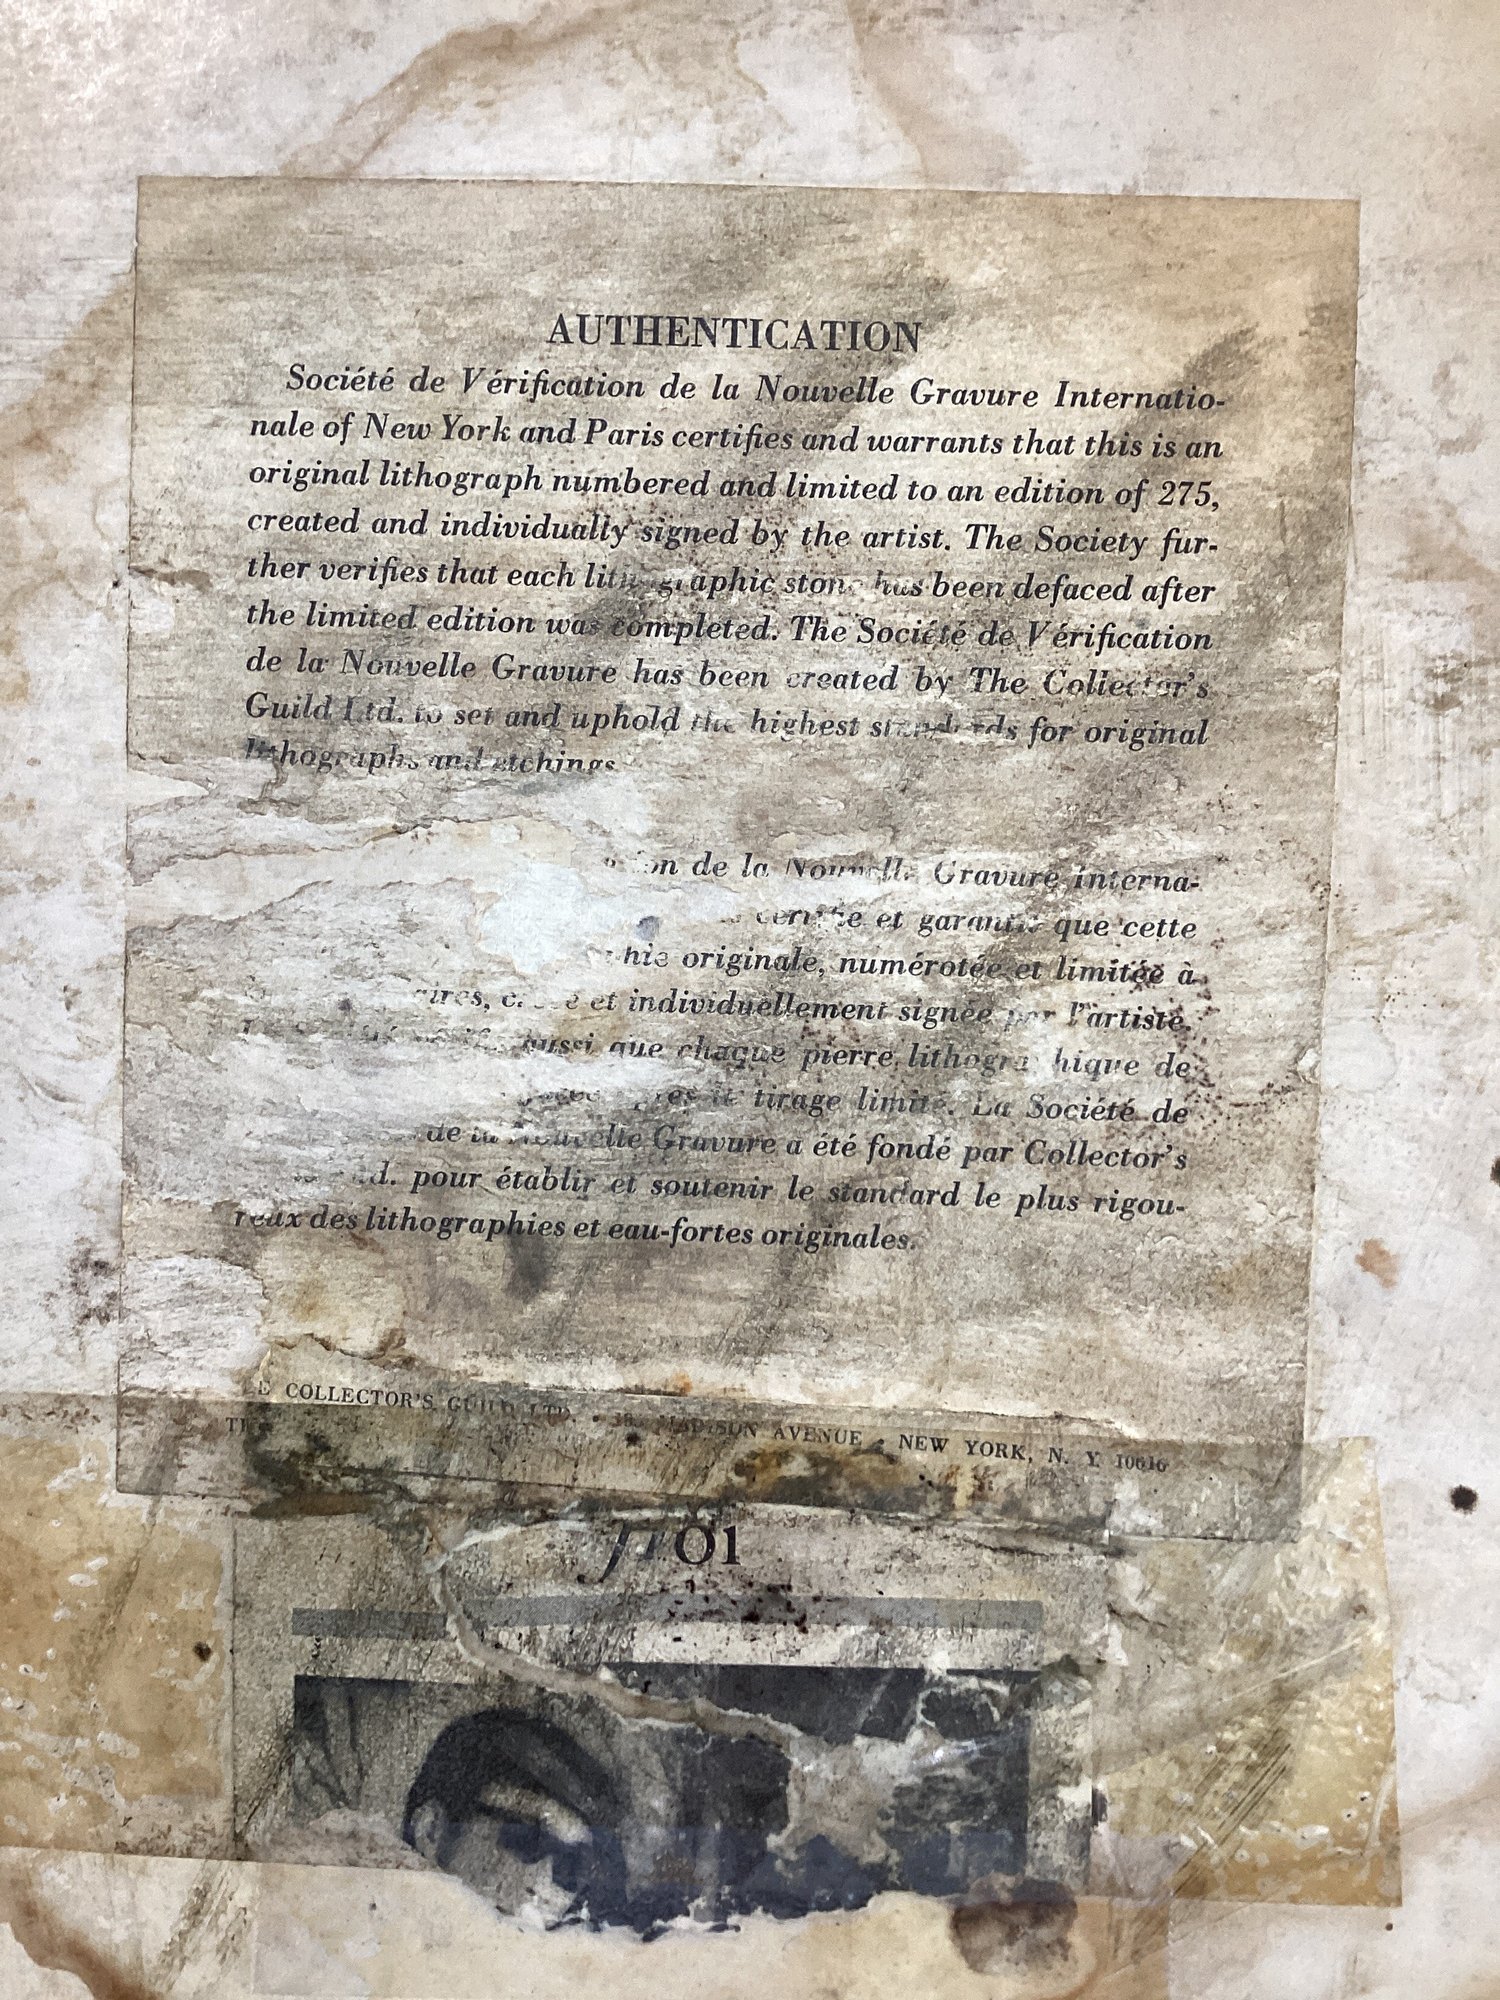 AUTHENTICATION
Société de Vérification de la Nouvelle Gravure Internatio-
nale of New York and Paris certifies and warrants that this is an
original lithograph numbered and limited to an edition of 275,
created and individually signed by the artist. The Society fur-
ther verifies that each lithographic stone has been defaced after
the limited edition was completed. The Société de Vérification
de la Nouvelle Gravure has been created by The Collector's
Guild Ltd. to set and uphold the highest standards for original
lithographs and etchings
de la Nouvelle Gravure interna-
et garantie que cette
originale, numérotée et limitée à
et individuellement signée par l'artiste.
aussi que chaque pierre lithographique de
tirage limité. La Société de
de la Nouvelle Gravure a été fondé par Collector's
pour établir et soutenir le standard le plus rigou-
reux des lithographies et eau-fortes originales.
COLLECTOR'S GUILD LTD. • MADISON AVENUE • NEW YORK, N. Y.
01